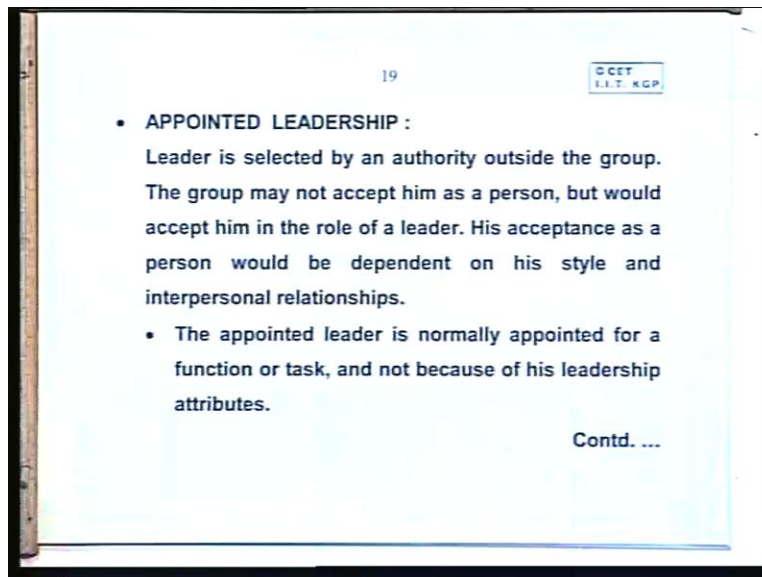 19
© CET
I.I.T. KGP
• APPOINTED LEADERSHIP :
Leader is selected by an authority outside the group.
The group may not accept him as a person, but would
accept him in the role of a leader. His acceptance as a
person would be dependent on his style and
interpersonal relationships.
• The appointed leader is normally appointed for a
function or task, and not because of his leadership
attributes.
Contd. ...